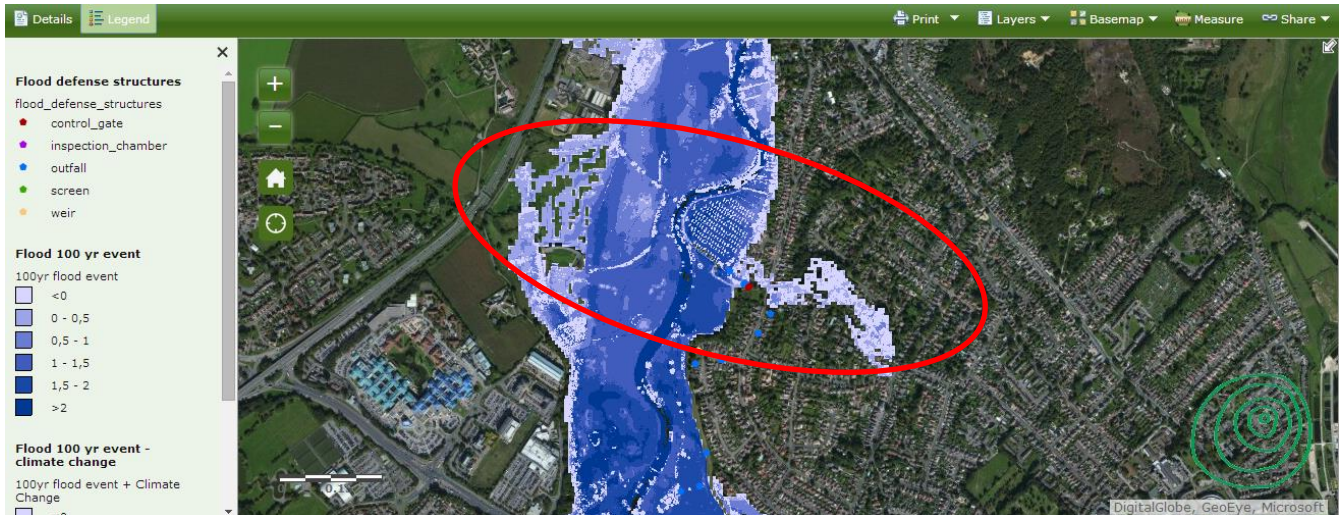 Details Legend Print Layers Basemap Measure Share
Flood defense structures
flood_defense_structures
control_gate
inspection_chamber
outfall
screen
weir
Flood 100 yr event
100yr flood event
<0
0 - 0,5
0,5 - 1
1 - 1,5
1,5 - 2
>2
Flood 100 yr event -
climate change
100yr flood event + Climate
Change
DigitalGlobe, GeoEye, Microsoft